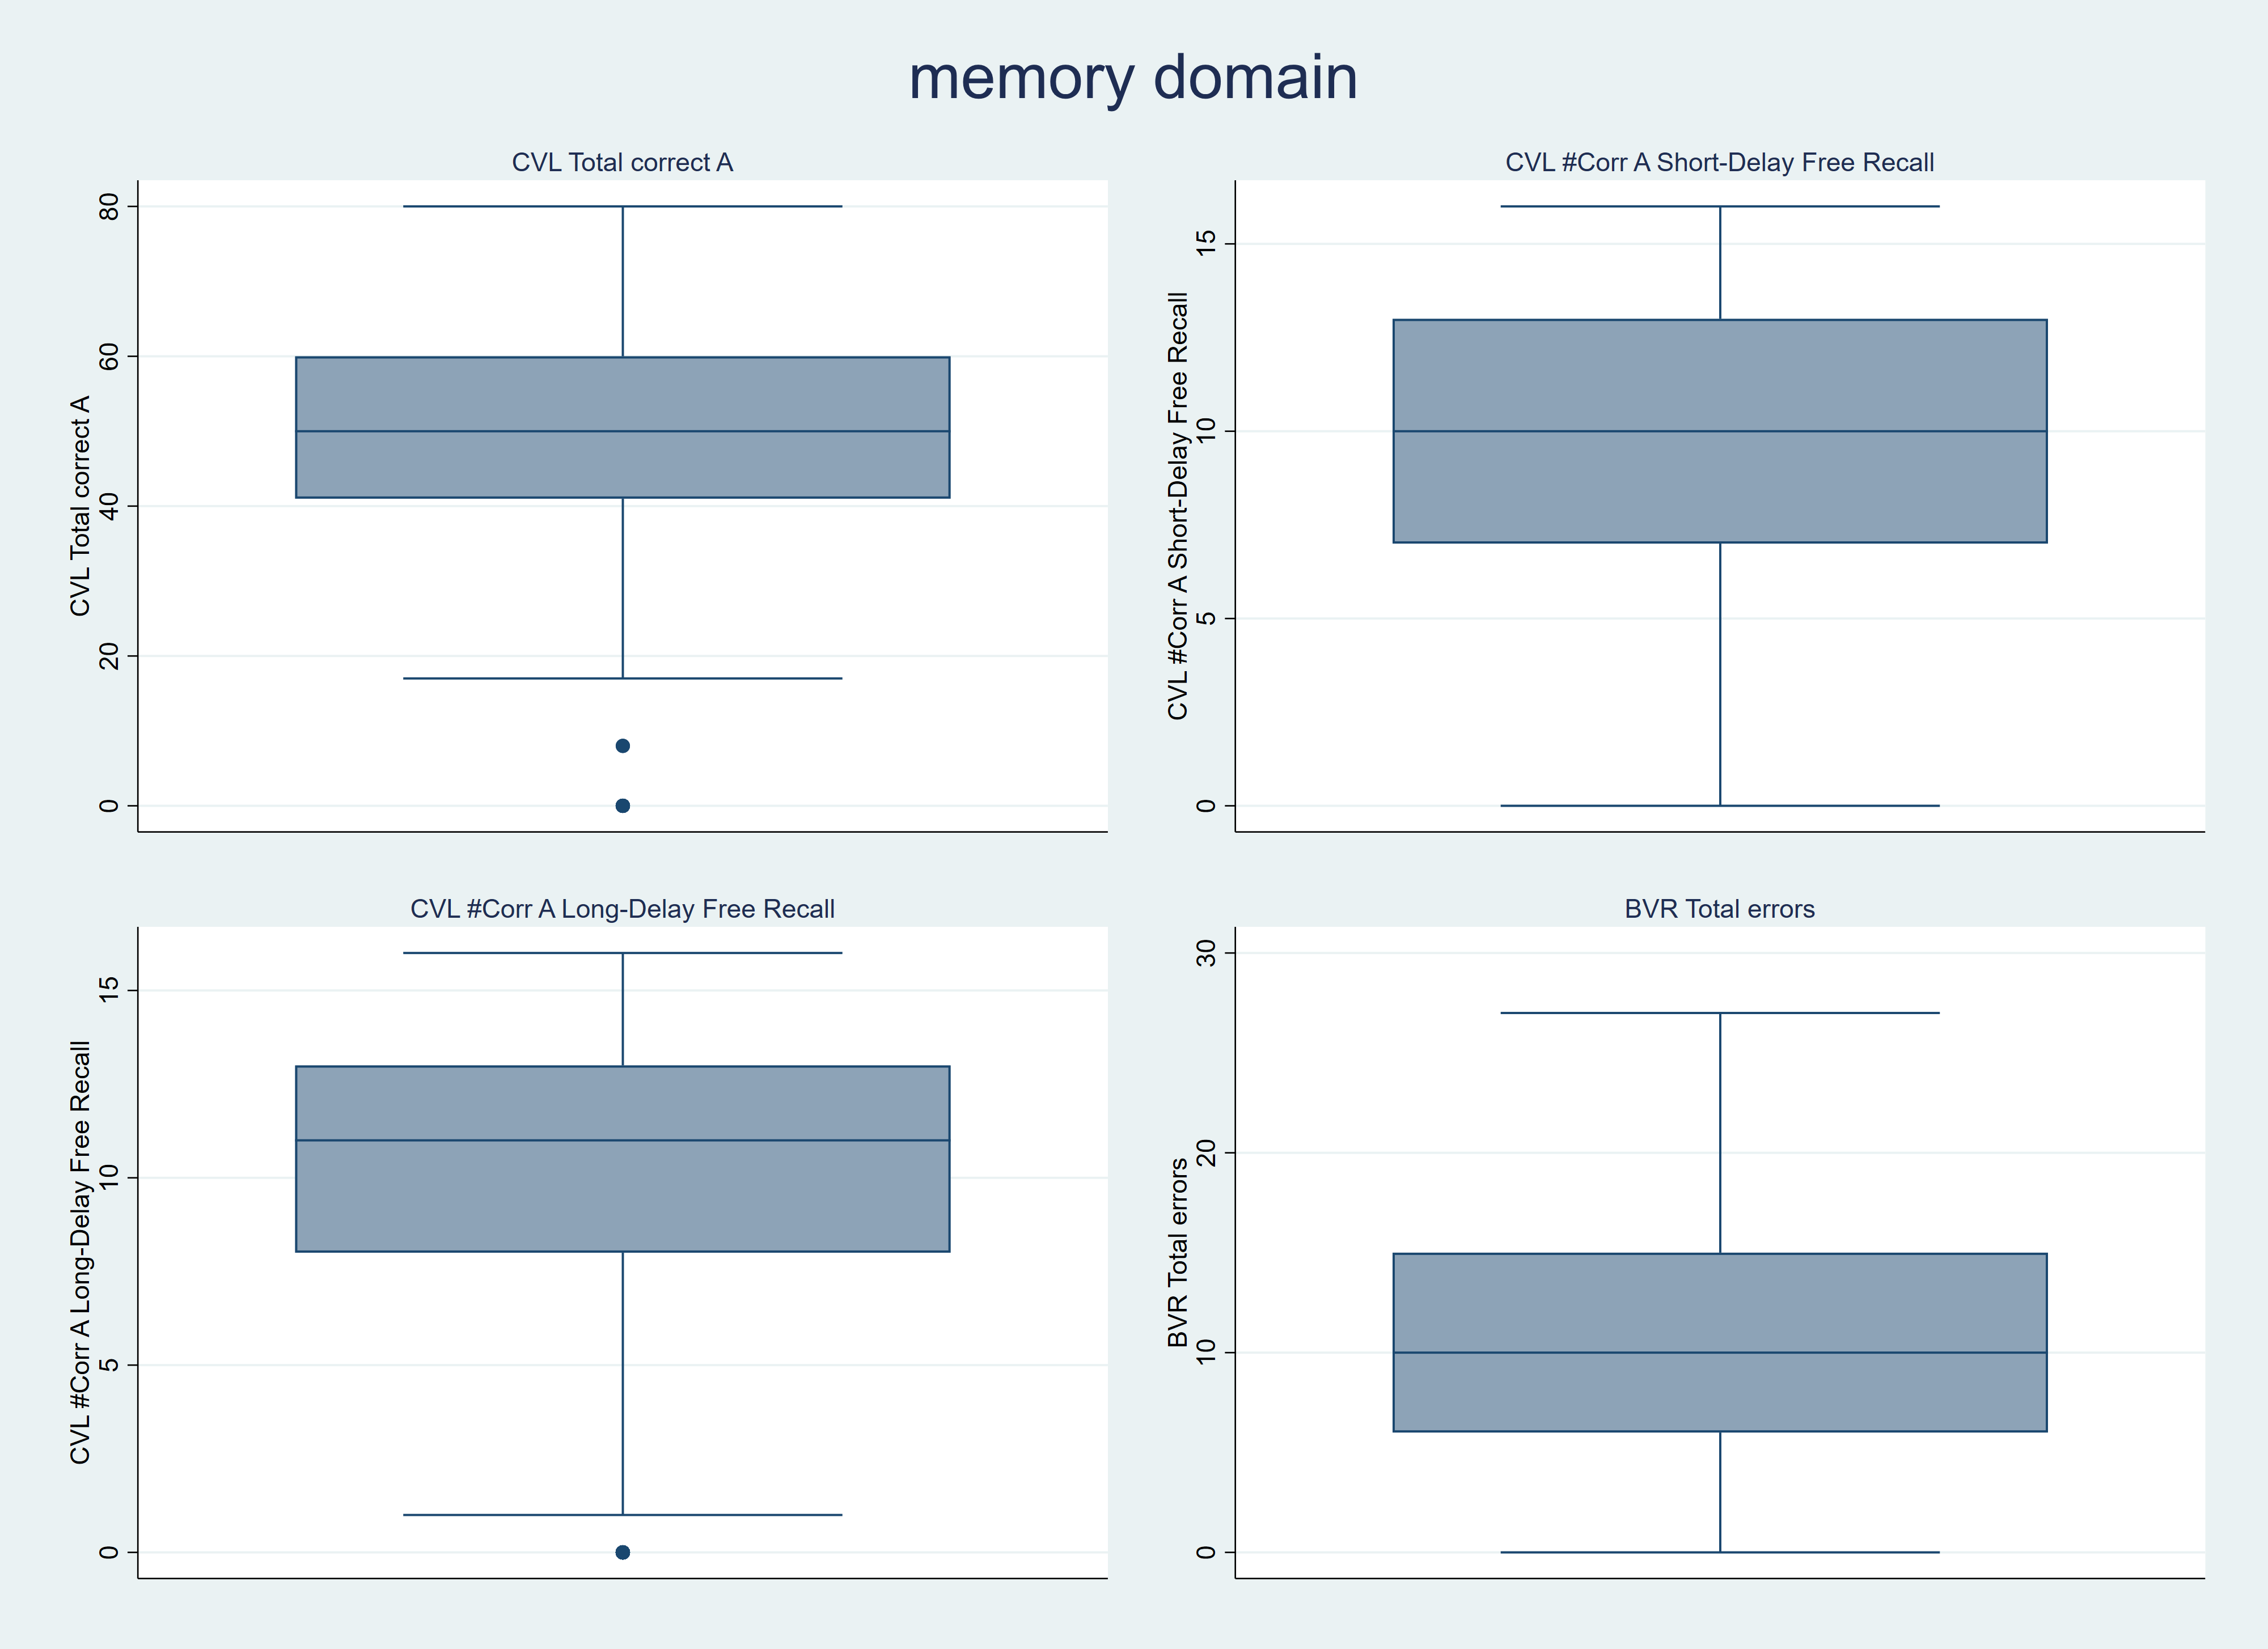 memory domain
CVL Total correct A
CVL Total correct A
80
60
40
20
0
CVL #Corr A Short-Delay Free Recall
CVL #Corr A Short-Delay Free Recall
15
10
5
0
CVL #Corr A Long-Delay Free Recall
CVL #Corr A Long-Delay Free Recall
15
10
5
0
BVR Total errors
BVR Total errors
30
20
10
0